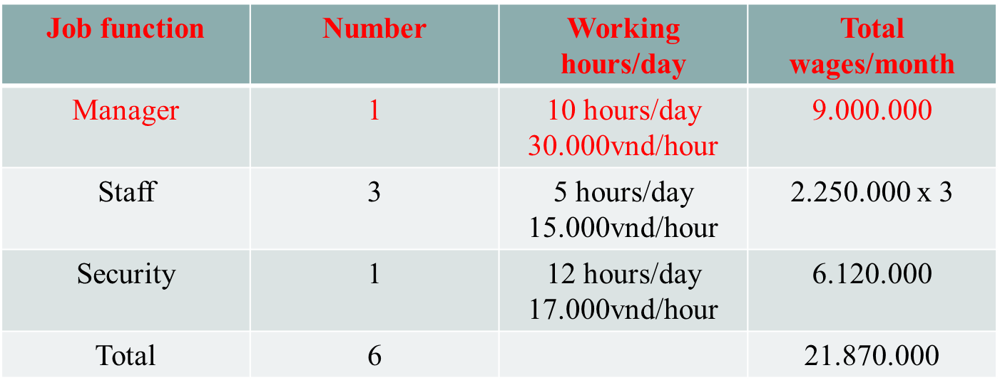 Job function Number Working hours/day Total wages/month
Manager 1 10 hours/day 30.000vnd/hour 9.000.000
Staff 3 5 hours/day 15.000vnd/hour 2.250.000 x 3
Security 1 12 hours/day 17.000vnd/hour 6.120.000
Total 6 21.870.000